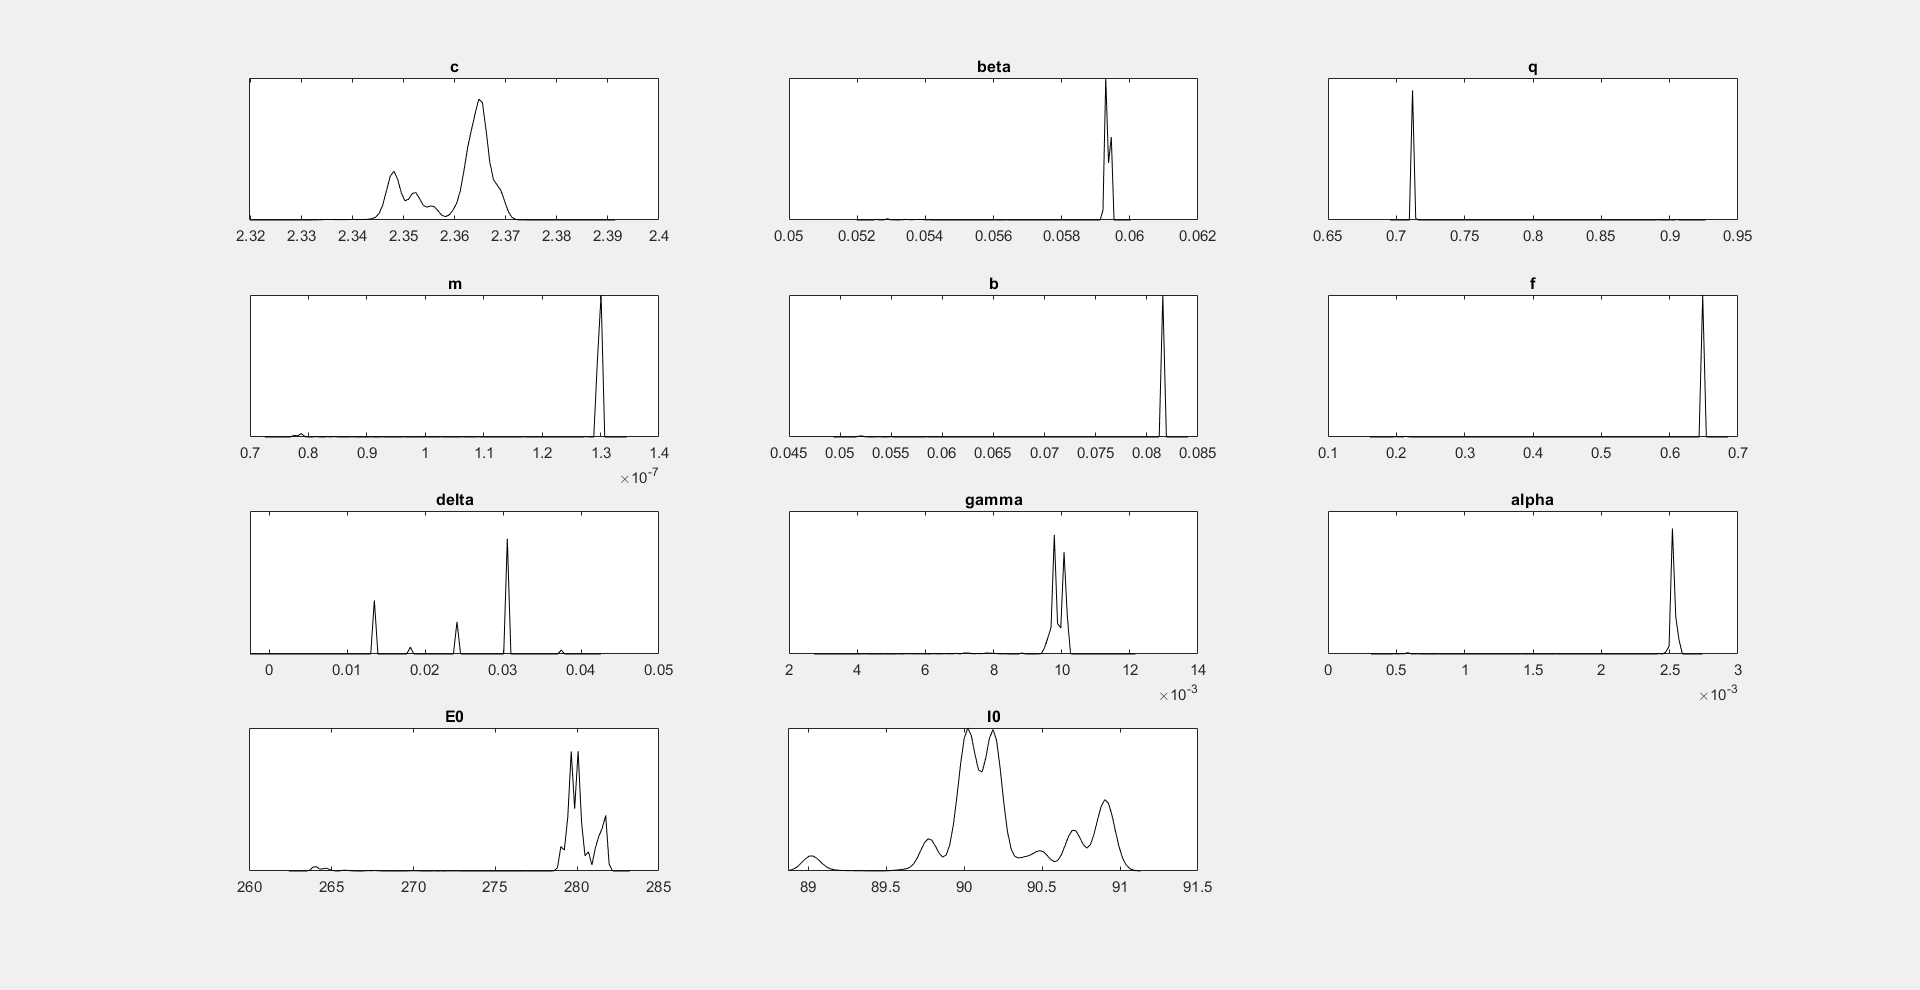 c beta q
2.32 2.33 2.34 2.35 2.36 2.37 2.38 2.39 2.4 0.05 0.052 0.054 0.056 0.058 0.06 0.062 0.65 0.7 0.75 0.8 0.85 0.9 0.95
m b f
0.7 0.8 0.9 1 1.1 1.2 1.3 1.4 0.045 0.05 0.055 0.06 0.065 0.07 0.075 0.08 0.085 0.1 0.2 0.3 0.4 0.5 0.6 0.7
×10-7
delta gamma alpha
0 0.01 0.02 0.03 0.04 0.05 2 4 6 8 10 12 14 0 0.5 1 1.5 2 2.5 3
×10-3 ×10-3
E0 I0
260 265 270 275 280 285 89 89.5 90 90.5 91 91.5